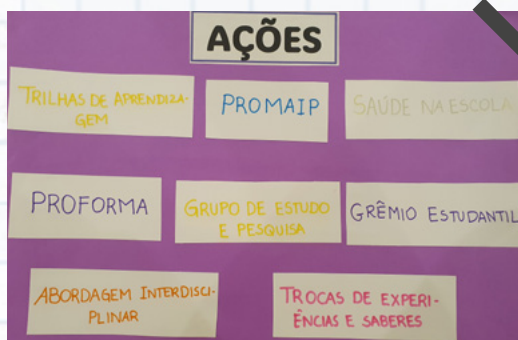 AÇÕES
TRILHAS DE APRENDIZA-
GEM
PROMAIP
SAÚDE NA ESCOLA
PROFORMA
GRUPO DE ESTUDO
E PESQUISA
GRÊMIO ESTUDANTIL
ABORDAGEM INTERDISCI-
PLINAR
TROCAS DE EXPERI-
ÊNCIAS E SABERES